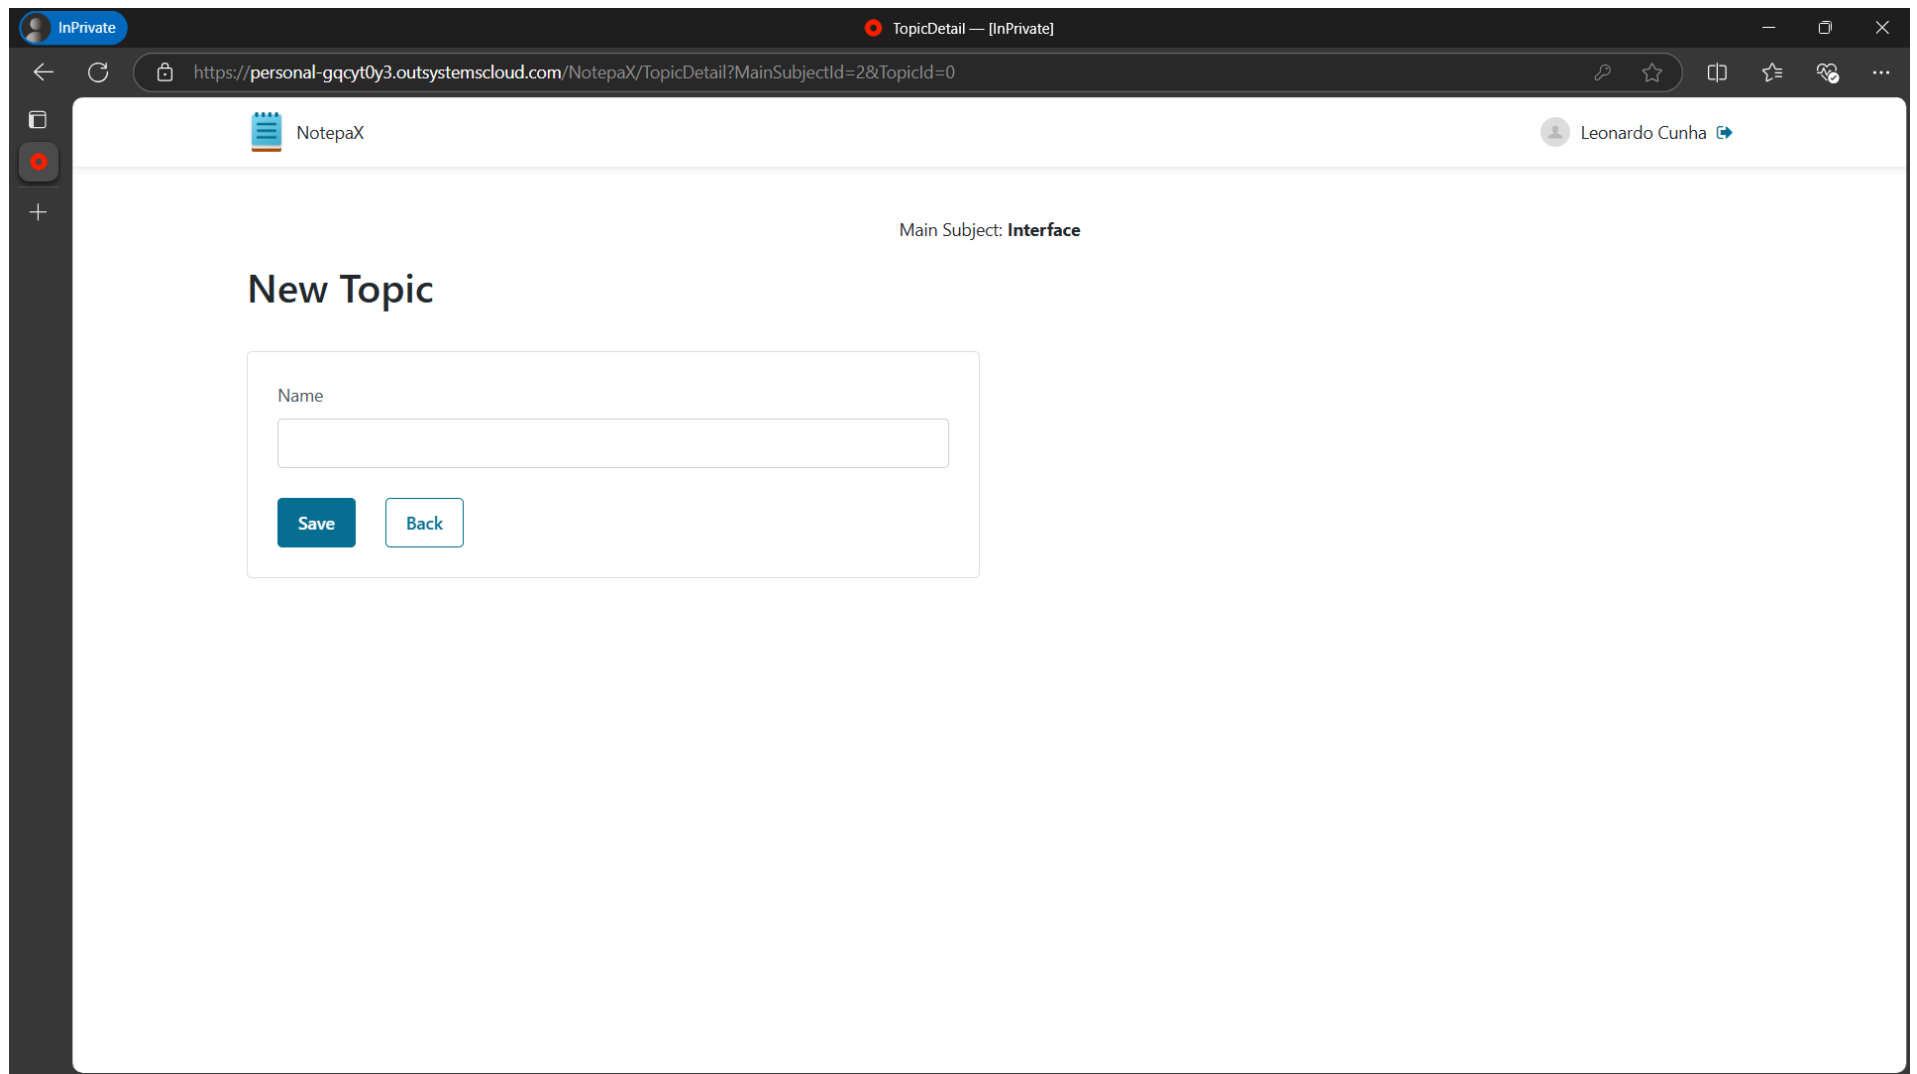 InPrivate
TopicDetail — [InPrivate]
https://personal-gqcyt0y3.outsystemscloud.com/NotepaX/TopicDetail?MainSubjectId=2&TopicId=0
NotepaX
Leonardo Cunha
Main Subject: Interface
New Topic
Name
Save
Back